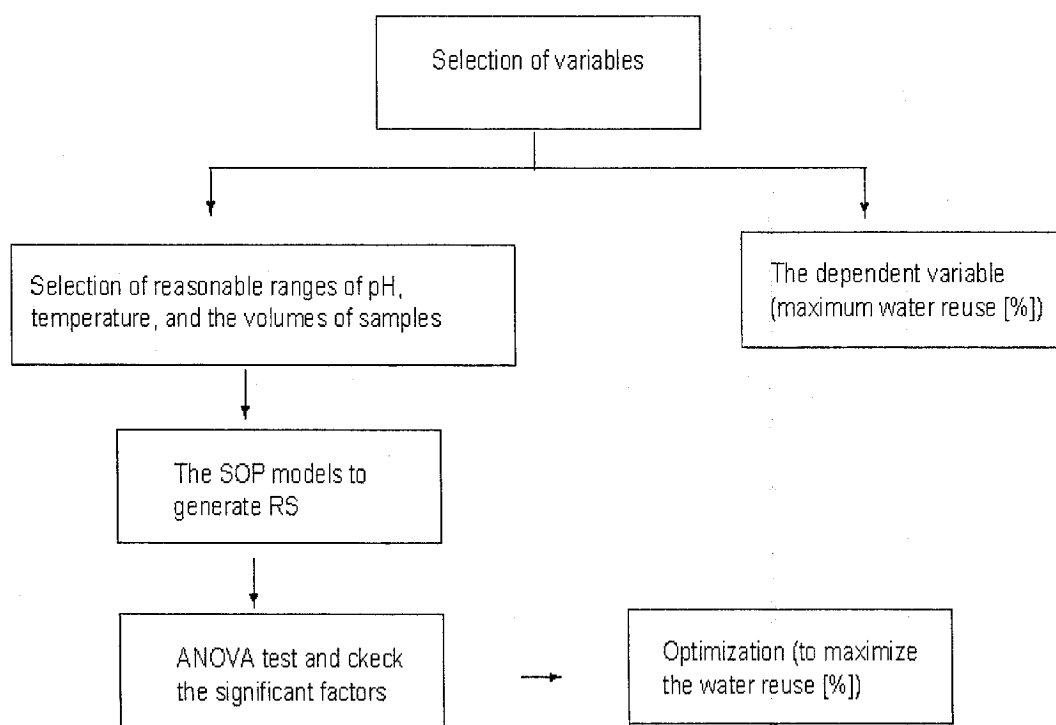 Selection of variables
Selection of reasonable ranges of pH,
temperature, and the volumes of samples
The dependent variable
(maximum water reuse [%])
The SOP models to
generate RS
ANOVA test and ckeck
the significant factors
Optimization (to maximize
the water reuse [%])